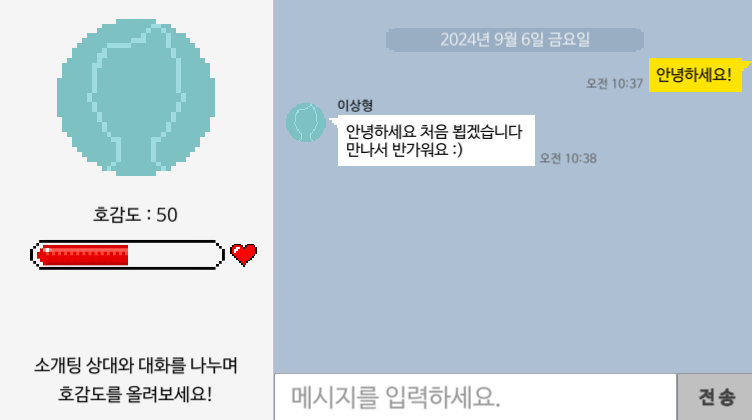 호감도 : 50
소개팅 상대와 대화를 나누며
호감도를 올려보세요!
2024년 9월 6일 금요일
오전 10:37
안녕하세요!
이상형
안녕하세요 처음 뵙겠습니다
만나서 반가워요 :)
오전 10:38
메시지를 입력하세요.
전송